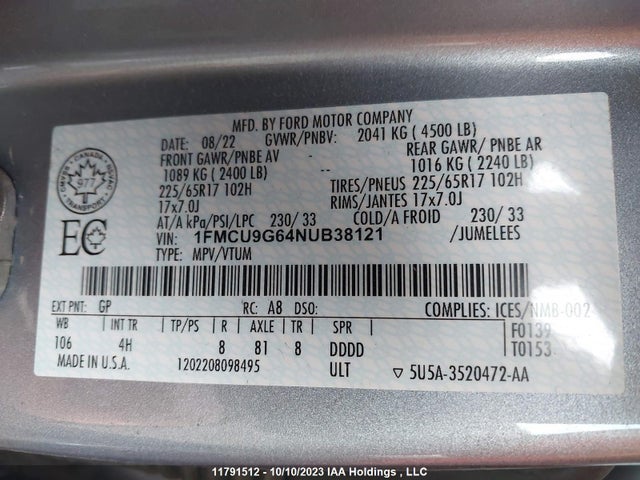 MFD. BY FORD MOTOR COMPANY
DATE: 08/22 GVWR/PNBV: 2041 KG ( 4500 LB)
FRONT GAWR/PNBE AV - REAR GAWR/ PNBE AR
1089 KG ( 2400 LB) -- 1016 KG ( 2240 LB)
225/65R17 102H TIRES/PNEUS 225/65R17 102H
17x7.0J RIMS/JANTES 17x7.0J
AT/A kPa/PSI/LPC 230/ 33 COLD/A FROID 230/ 33
VIN: 1FMCU9G64NUB38121 /JUMELEES
TYPE: MPV/VTUM
CANADA
977
TRANSPORT
EC
EXT PNT: GP RC: A8 DSO: COMPLIES: ICES/NMB-002
WB INT TR TP/PS R AXLE TR SPR F0139
106 4H 8 81 8 DDDD T0153
MADE IN U.S.A. 1202208098495 ULT ▽ 5U5A-3520472-AA
11791512 - 10/10/2023 IAA Holdings , LLC